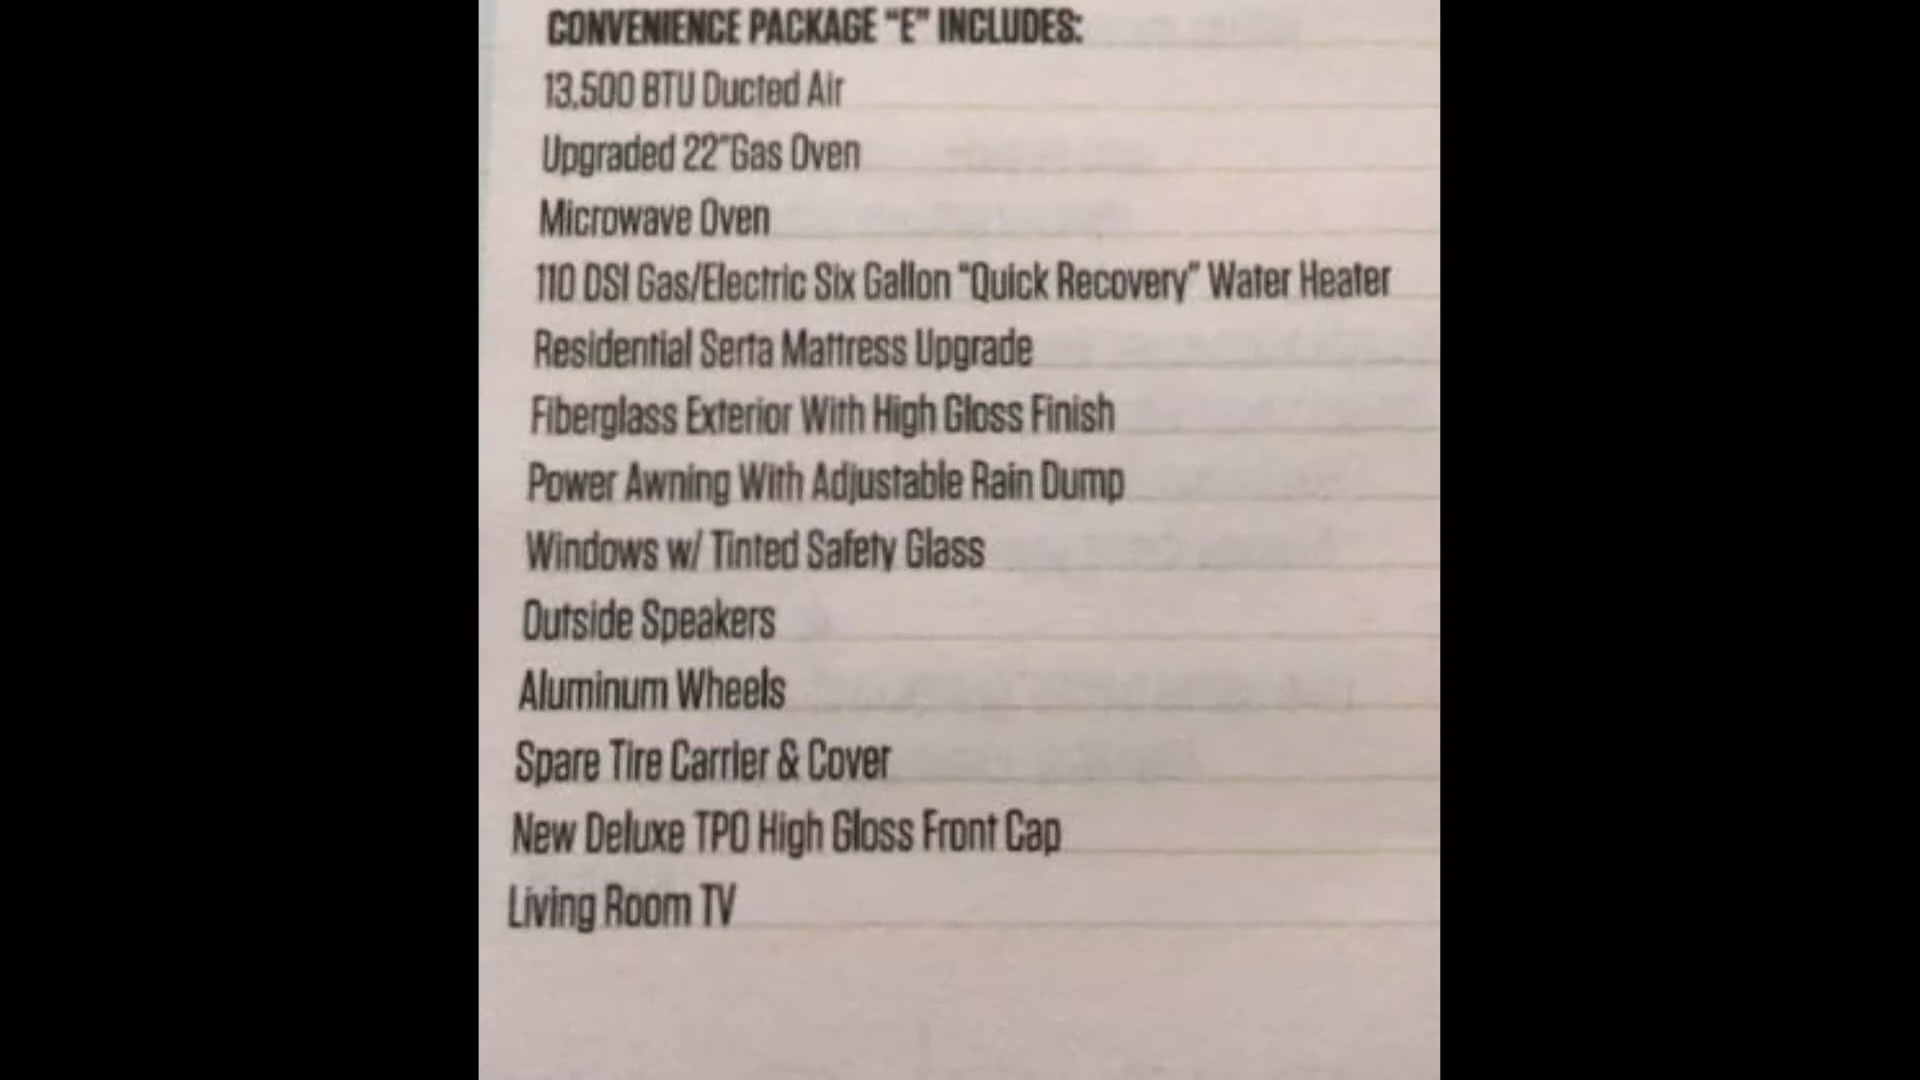 CONVENIENCE PACKAGE “E” INCLUDES:
13,500 BTU Ducted Air
Upgraded 22"Gas Oven
Microwave Oven
110 DSI Gas/Electric Six Gallon “Quick Recovery” Water Heater
Residential Serta Mattress Upgrade
Fiberglass Exterior With High Gloss Finish
Power Awning With Adjustable Rain Dump
Windows w/ Tinted Safety Glass
Outside Speakers
Aluminum Wheels
Spare Tire Carrier & Cover
New Deluxe TPO High Gloss Front Cap
Living Room TV